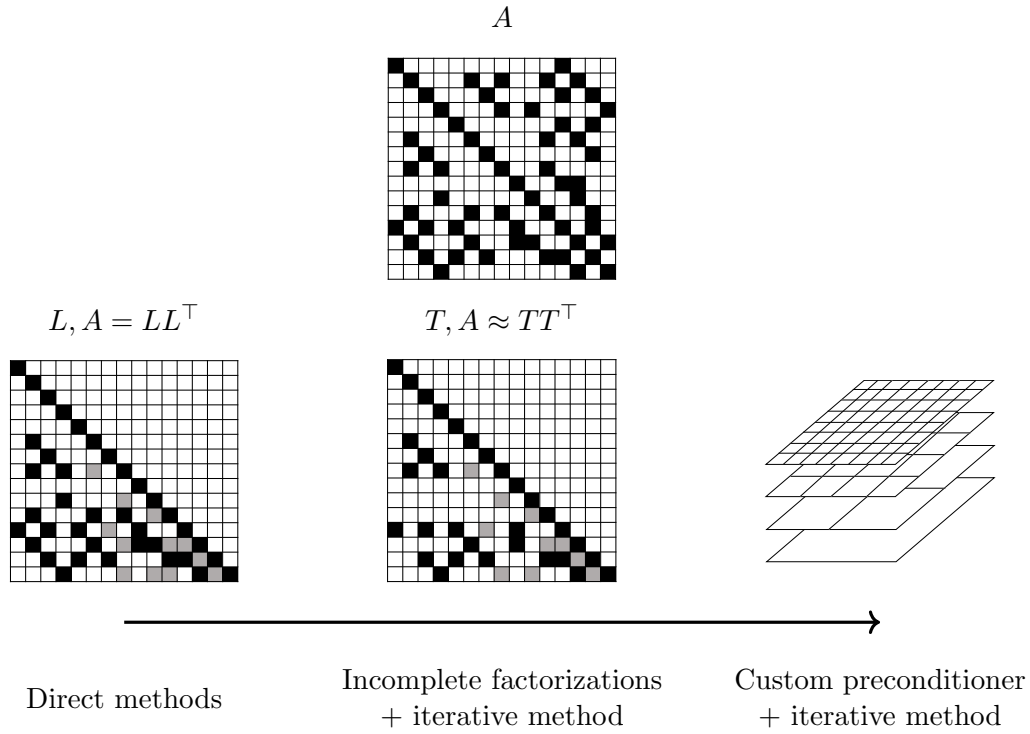 A
L, A = LL⊤
T, A ≈ TT⊤
Direct methods
Incomplete factorizations
+ iterative method
Custom preconditioner
+ iterative method